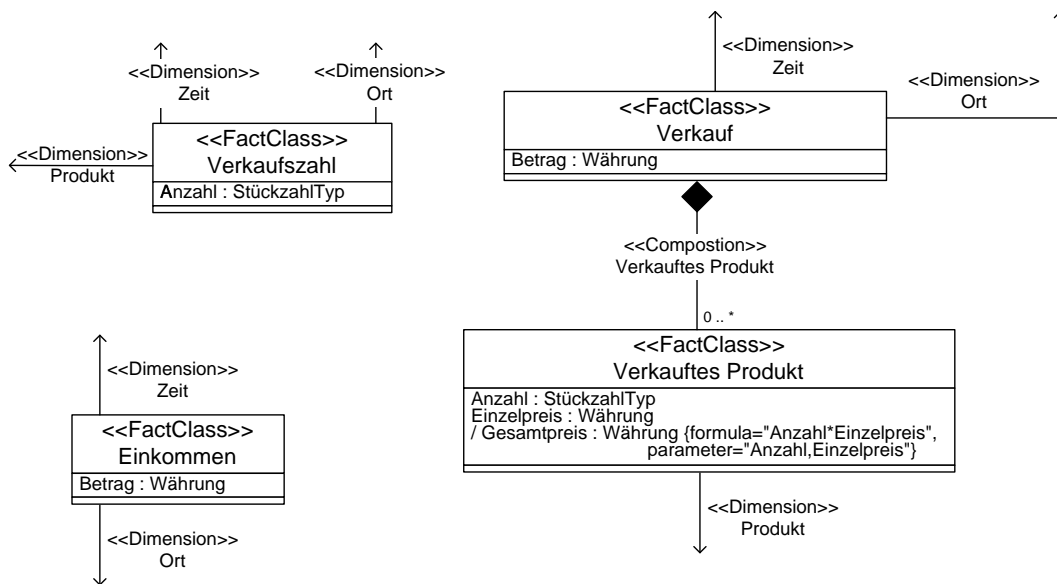 <<Dimension>>
Zeit
<<Dimension>>
Ort
<<Dimension>>
Produkt
<<FactClass>>
Verkaufszahl
Anzahl : StückzahlTyp
<<Dimension>>
Zeit
<<Dimension>>
Ort
<<FactClass>>
Verkauf
Betrag : Währung
<<Compostion>>
Verkauftes Produkt
0 .. *
<<FactClass>>
Verkauftes Produkt
Anzahl : StückzahlTyp
Einzelpreis : Währung
/ Gesamtpreis : Währung {formula="Anzahl*Einzelpreis",
parameter="Anzahl,Einzelpreis"}
<<Dimension>>
Produkt
<<Dimension>>
Zeit
<<FactClass>>
Einkommen
Betrag : Währung
<<Dimension>>
Ort